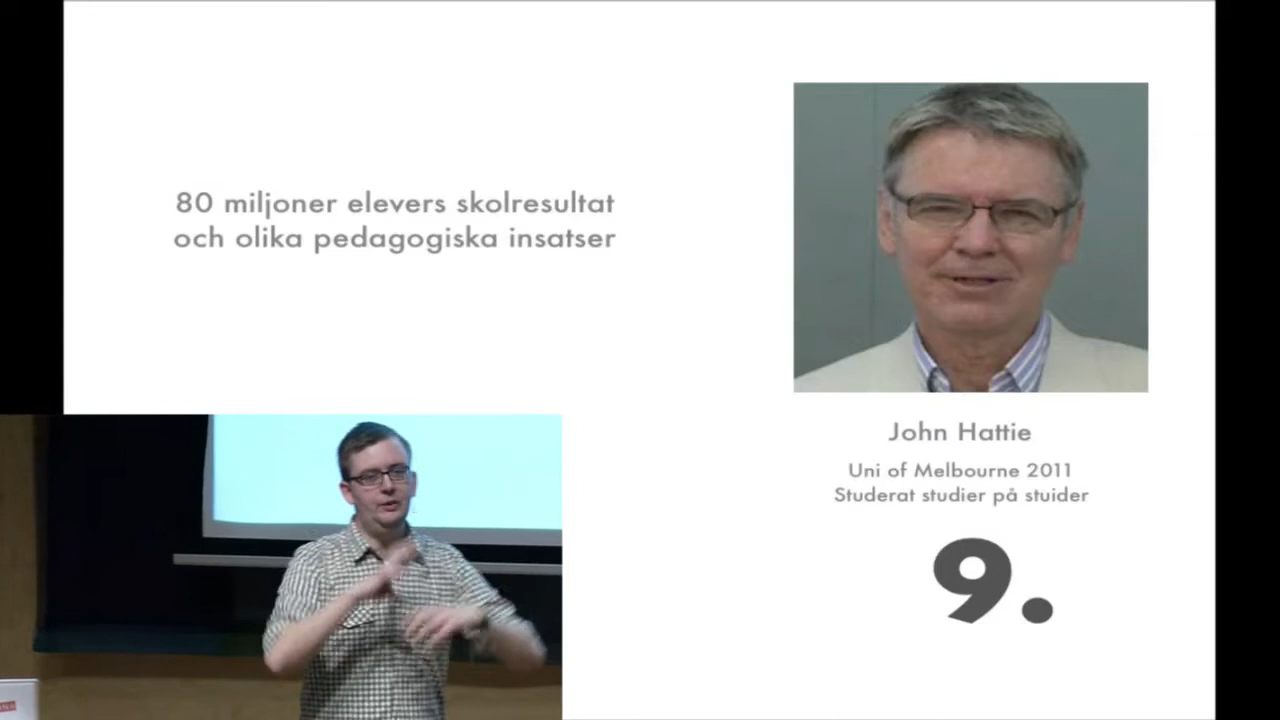 80 miljoner elevers skolresultat
och olika pedagogiska insatser
John Hattie
Uni of Melbourne 2011
Studerat studier på stuider
9.